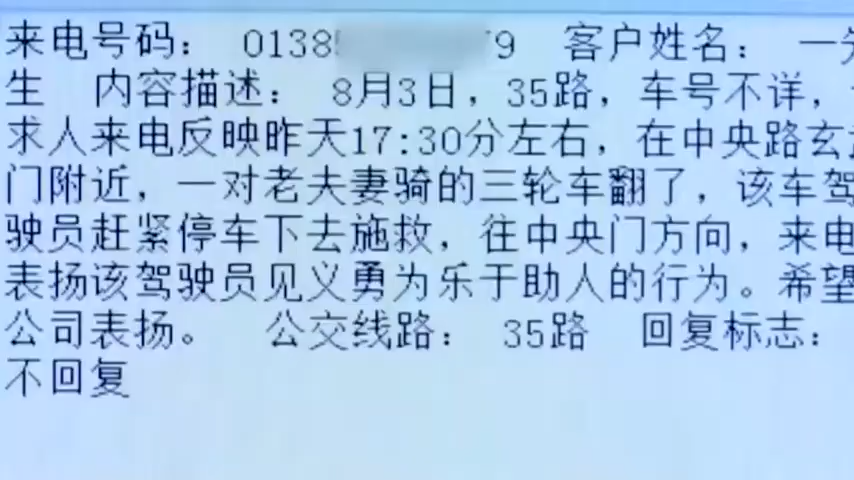 来电号码： 01385 79 客户姓名： 一
生 内容描述： 8月3日，35路，车号不详，
求人来电反映昨天17:30分左右，在中央路玄
门附近，一对老夫妻骑的三轮车翻了，该车驾
驶员赶紧停车下去施救，往中央门方向，来电
表扬该驾驶员见义勇为乐于助人的行为。希望
公司表扬。 公交线路： 35路 回复标志：
不回复